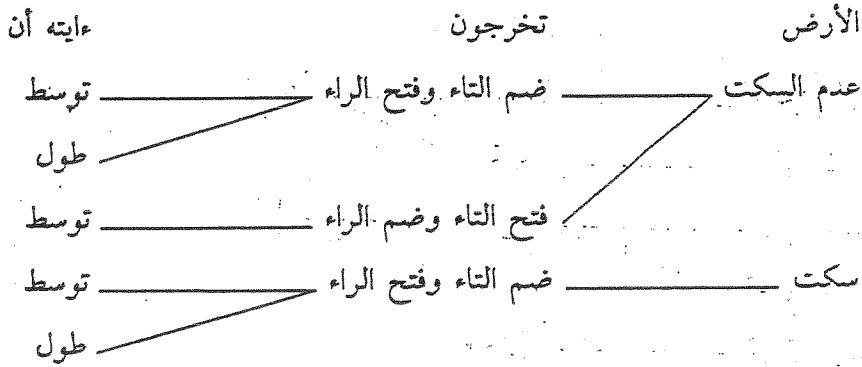 الأرض تخرجون ءايته أن
عدم السكت ضم التاء وفتح الراء توسط
طول
فتح التاء وضم الراء توسط
سكت ضم التاء وفتح الراء توسط
طول